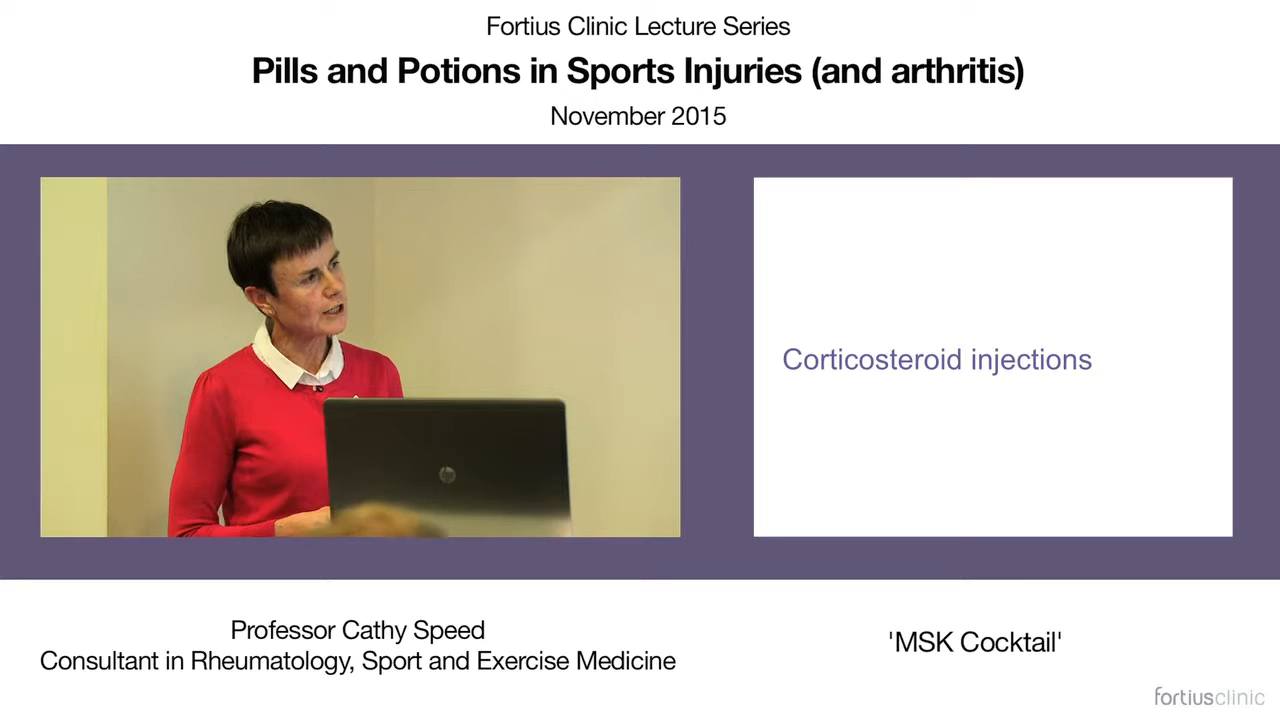 Fortius Clinic Lecture Series
Pills and Potions in Sports Injuries (and arthritis)
November 2015
Corticosteroid injections
Professor Cathy Speed
Consultant in Rheumatology, Sport and Exercise Medicine
'MSK Cocktail'
fortiusclinic